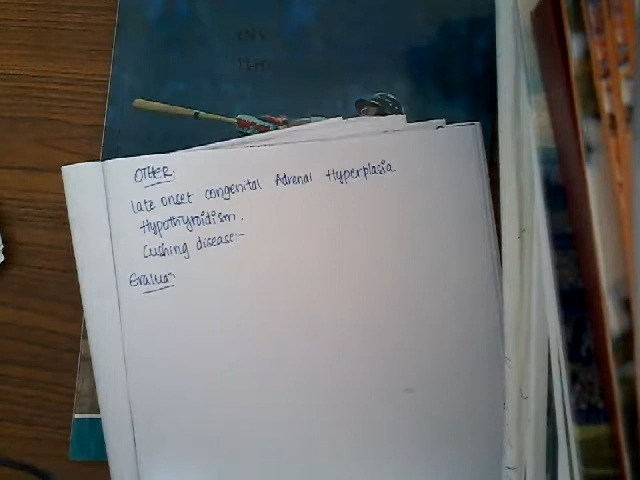 OTHER:
late onset congenital Adrenal Hyperplasia
Hypothyroidism.
Cushing disease:-
Evalua: